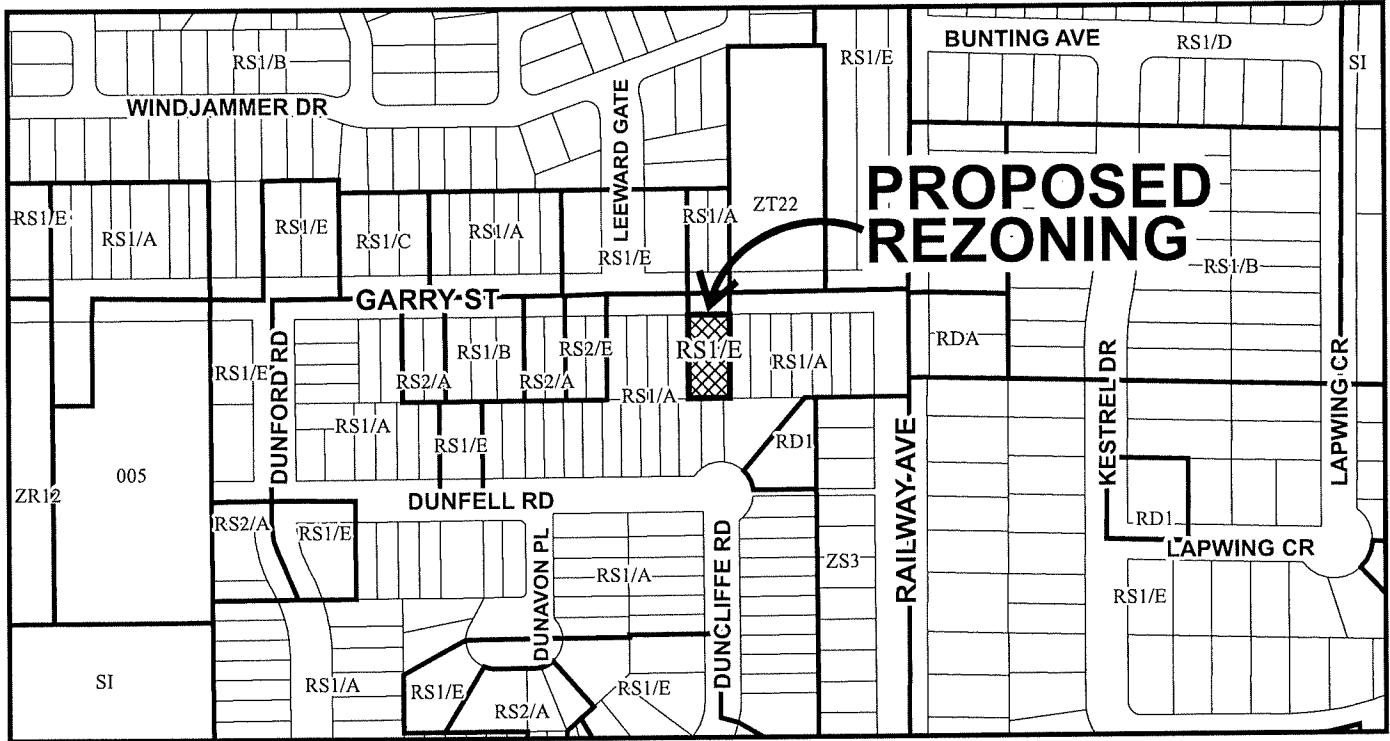 BUNTING AVE
RS1/D
RS1/E
SI
RS1/B
WINDJAMMER DR
LEEWARD GATE
PROPOSED
REZONING
RS1/E
RS1/A
RS1/E
RS1/C
RS1/A
RS1/E
RS1/A
ZT22
RS1/B
GARRY ST
RS1/E
DUNFORD RD
RS2/A
RS1/B
RS2/A
RS2/E
RS1/A
RS1/E
RS1/A
RDA
KESTREL DR
LAPWING CR
RS1/A
RS1/E
RD1
RAILWAY AVE
ZR12
005
DUNFELL RD
RS2/A
RS1/E
DUNAVON PL
RS1/A
DUNCLIFFE RD
ZS3
RD1
LAPWING CR
RS1/E
SI
RS1/A
RS1/E
RS2/A
RS1/E